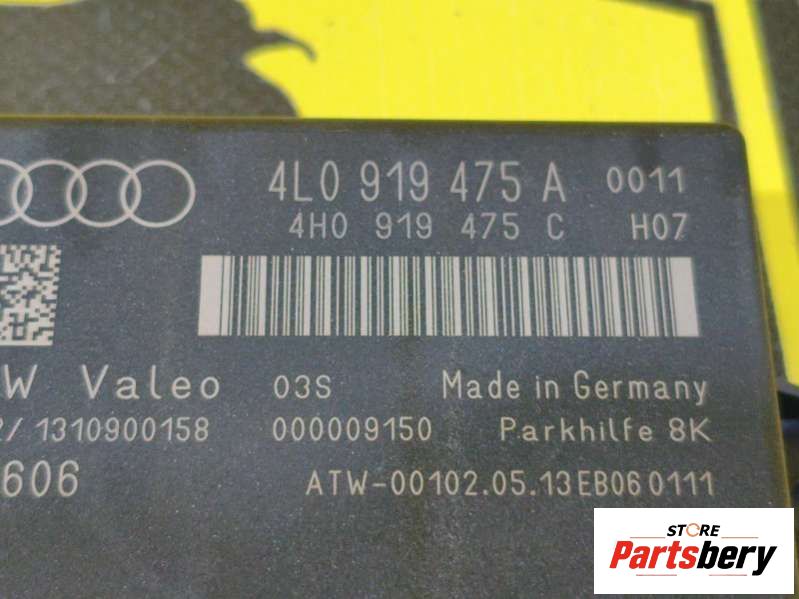 4L0 919 475 A 0011
4H0 919 475 C H07
W Valeo 03S Made in Germany
2/ 1310900158 000009150 Parkhilfe 8K
606 ATW-00102.05.13EB060111
STORE
Partsbery